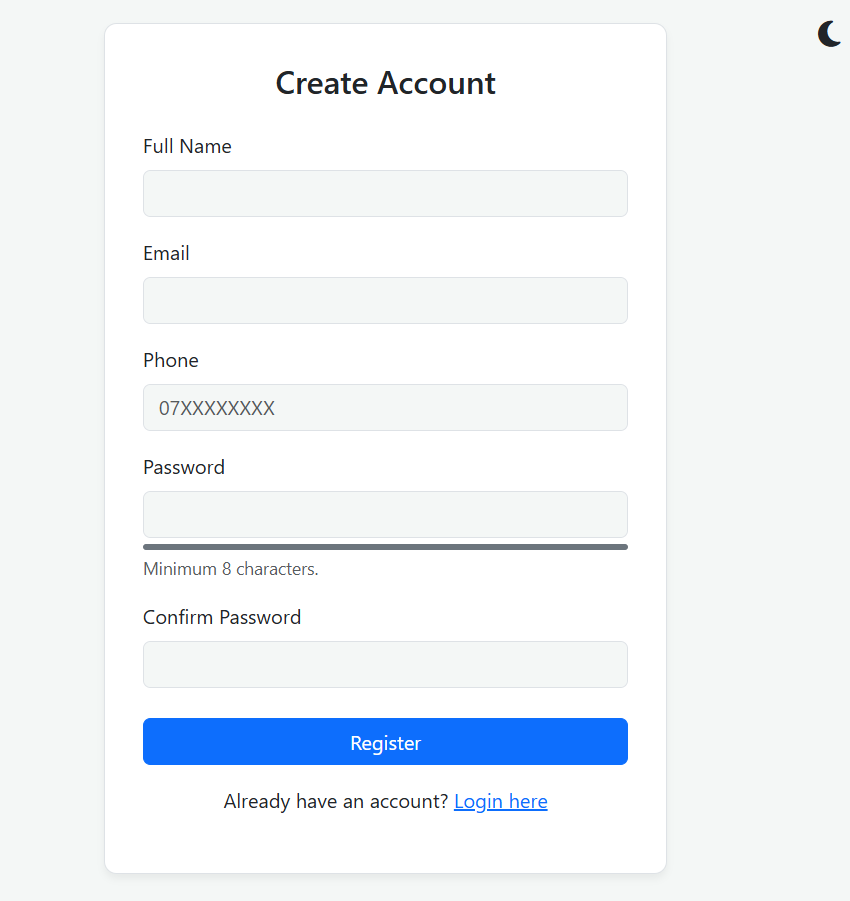 Create Account
Full Name
Email
Phone
07XXXXXXXX
Password
Minimum 8 characters.
Confirm Password
Register
Already have an account? Login here